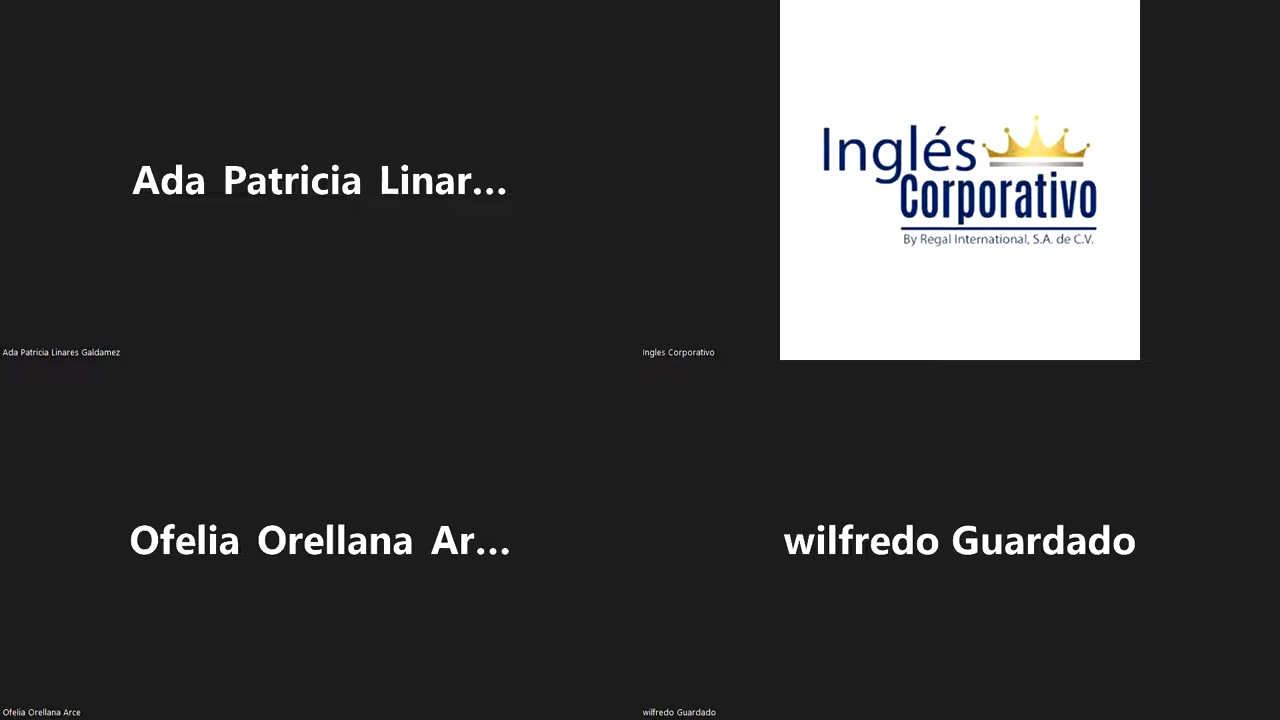 Ada Patricia Linar...
Inglés
Corporativo
By Regal International, S.A. de C.V.
Ada Patricia Linares Galdamez
Ingles Corporativo
Ofelia Orellana Ar...
wilfredo Guardado
Ofelia Orellana Arce
wilfredo Guardado